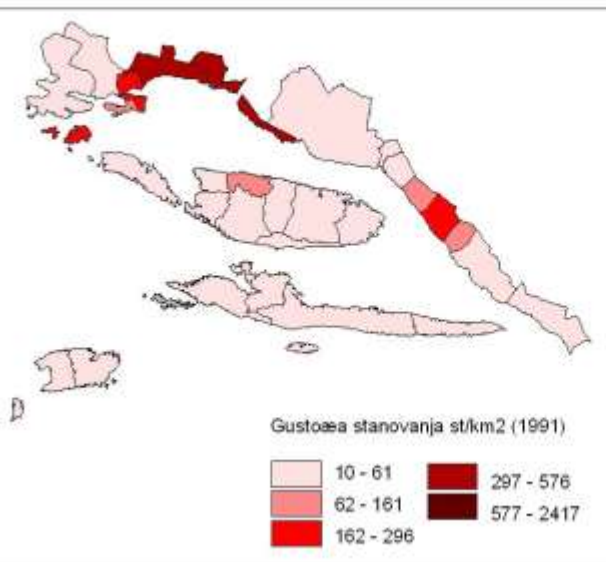 Gustoæa stanovanja st/km2 (1991)
10 - 61
62 - 161
162 - 296
297 - 576
577 - 2417